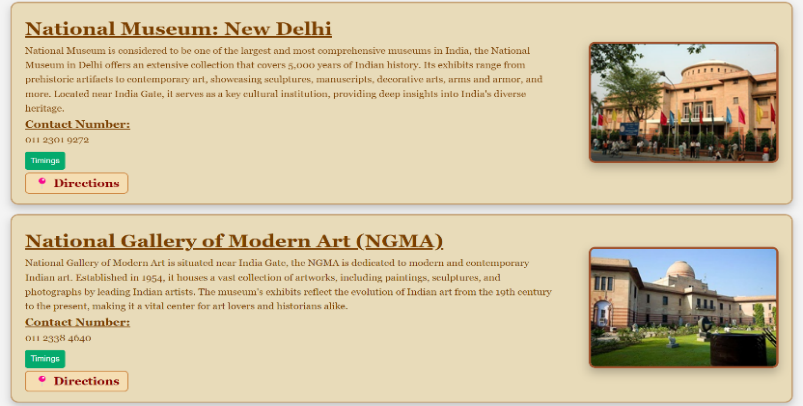 National Museum: New Delhi
National Museum is considered to be one of the largest and most comprehensive museums in India, the National
Museum in Delhi offers an extensive collection that covers 5,000 years of Indian history. Its exhibits range from
prehistoric artifacts to contemporary art, showcasing sculptures, manuscripts, decorative arts, arms and armor, and
more. Located near India Gate, it serves as a key cultural institution, providing deep insights into India's diverse
heritage.
Contact Number:
011 2301 9272
Timings
Directions
National Gallery of Modern Art (NGMA)
National Gallery of Modern Art is situated near India Gate, the NGMA is dedicated to modern and contemporary
Indian art. Established in 1954, it houses a vast collection of artworks, including paintings, sculptures, and
photographs by leading Indian artists. The museum's exhibits reflect the evolution of Indian art from the 19th century
to the present, making it a vital center for art lovers and historians alike.
Contact Number:
011 2338 4640
Timings
Directions